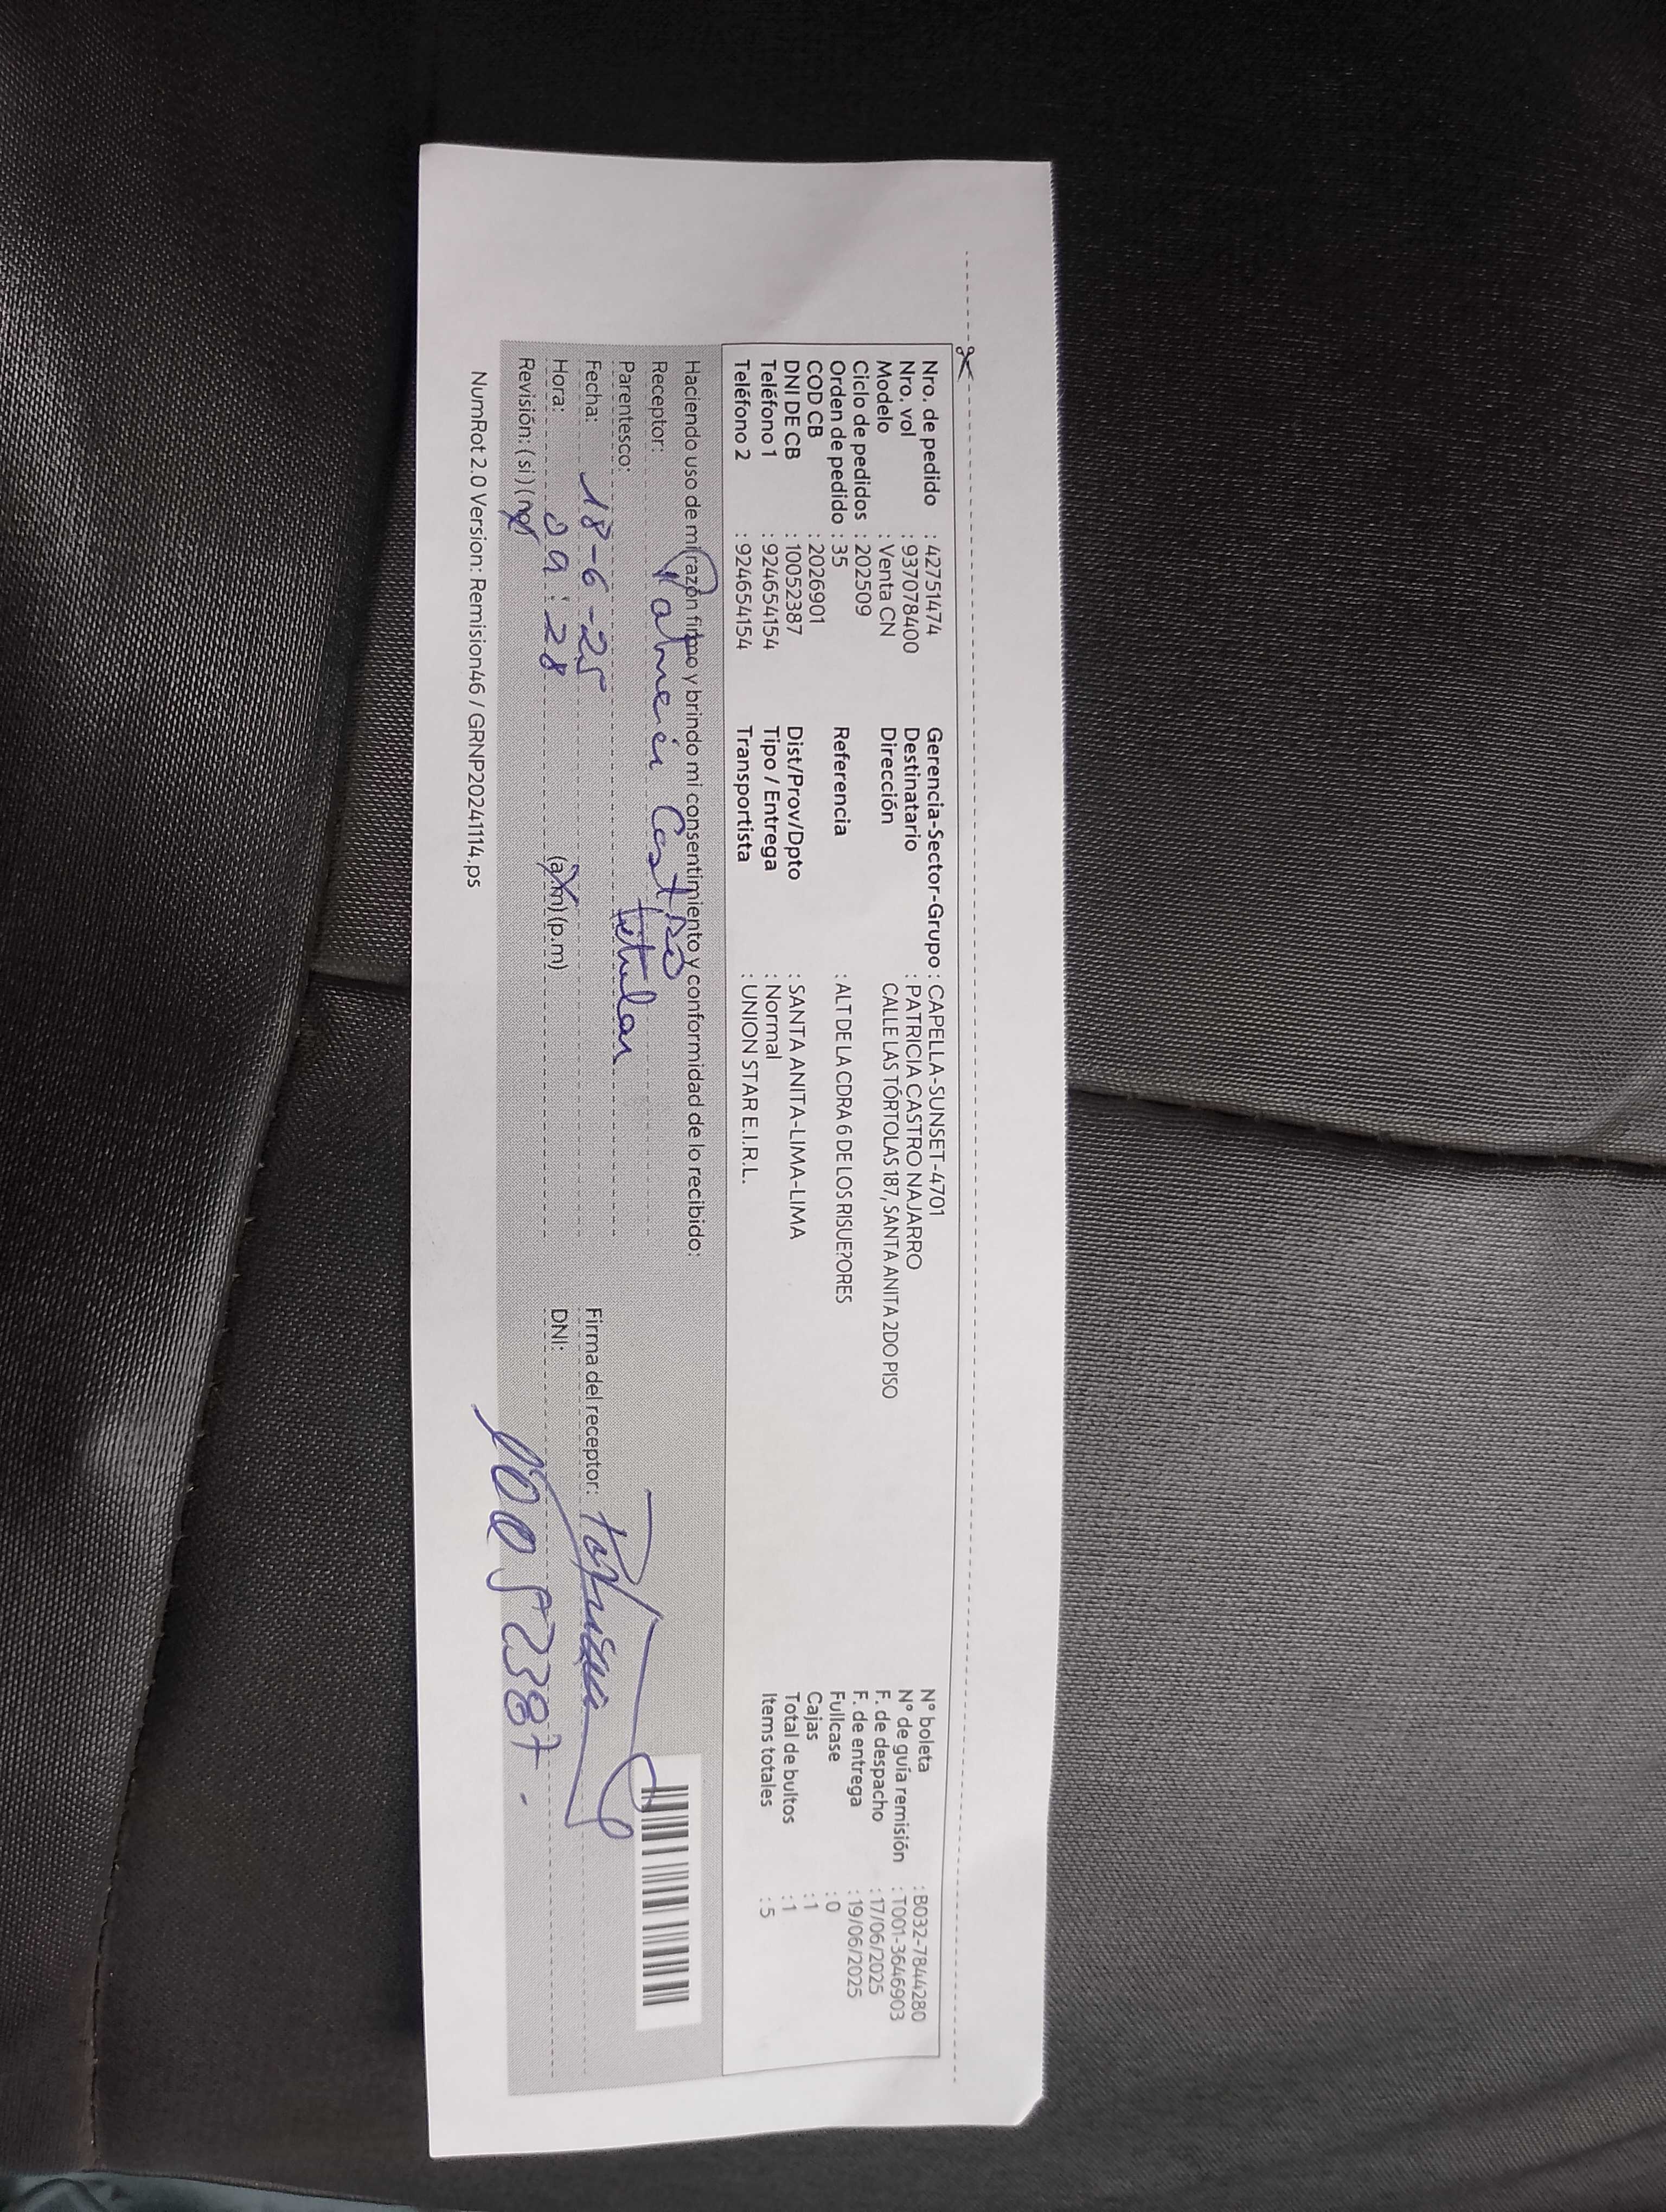 Nro. de pedido : 42751474
Nro. vol : 937078400
Modelo : Venta CN
Ciclo de pedidos : 202509
Orden de pedido : 35
COD CB : 2026901
DNI DE CB : 10052387
Teléfono 1 : 924654154
Teléfono 2 : 924654154
Gerencia-Sector-Grupo : CAPELLA-SUNSET-4701
Destinatario : PATRICIA CASTRO NAJARRO
Dirección CALLE LAS TÓRTOLAS 187, SANTA ANITA 2DO PISO
Referencia : ALT DE LA CDRA 6 DE LOS RISUE?ORES
Dist/Prov/Dpto : SANTA ANITA-LIMA-LIMA
Tipo / Entrega : Normal
Transportista : UNION STAR E.I.R.L.
N° boleta : B032-7844280
N° de guía remisión : T001-3646903
F. de despacho : 17/06/2025
F. de entrega : 19/06/2025
Fullcase : 0
Cajas : 1
Total de bultos : 1
Items totales : 5
Haciendo uso de mi razón firmo y brindo mi consentimiento y conformidad de lo recibido:
Receptor: Patricia Castro
Parentesco: titular
Fecha: 18-6-25
Hora: 09:28 (a.m) (p.m)
Revisión: (si) (no)
Firma del receptor:
DNI: 10052387.
NumRot 2.0 Version: Remision46 / GRNP20241114.ps